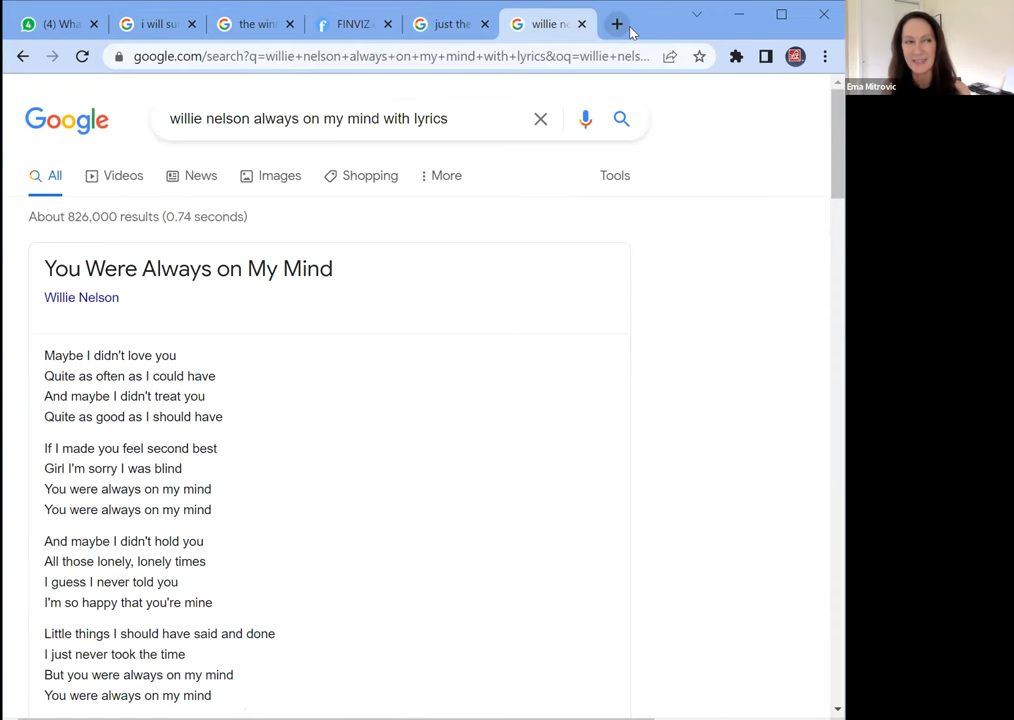 (4) Wha
i will su
the win
FINVIZ.
just the
willie n
google.com/search?q=willie+nelson+always+on+my+mind+with+lyrics&oq=willie+nels...
Ema Mitrovic
Google
willie nelson always on my mind with lyrics
All
Videos
News
Images
Shopping
More
Tools
About 826,000 results (0.74 seconds)
You Were Always on My Mind
Willie Nelson
Maybe I didn't love you
Quite as often as I could have
And maybe I didn't treat you
Quite as good as I should have
If I made you feel second best
Girl I'm sorry I was blind
You were always on my mind
You were always on my mind
And maybe I didn't hold you
All those lonely, lonely times
I guess I never told you
I'm so happy that you're mine
Little things I should have said and done
I just never took the time
But you were always on my mind
You were always on my mind